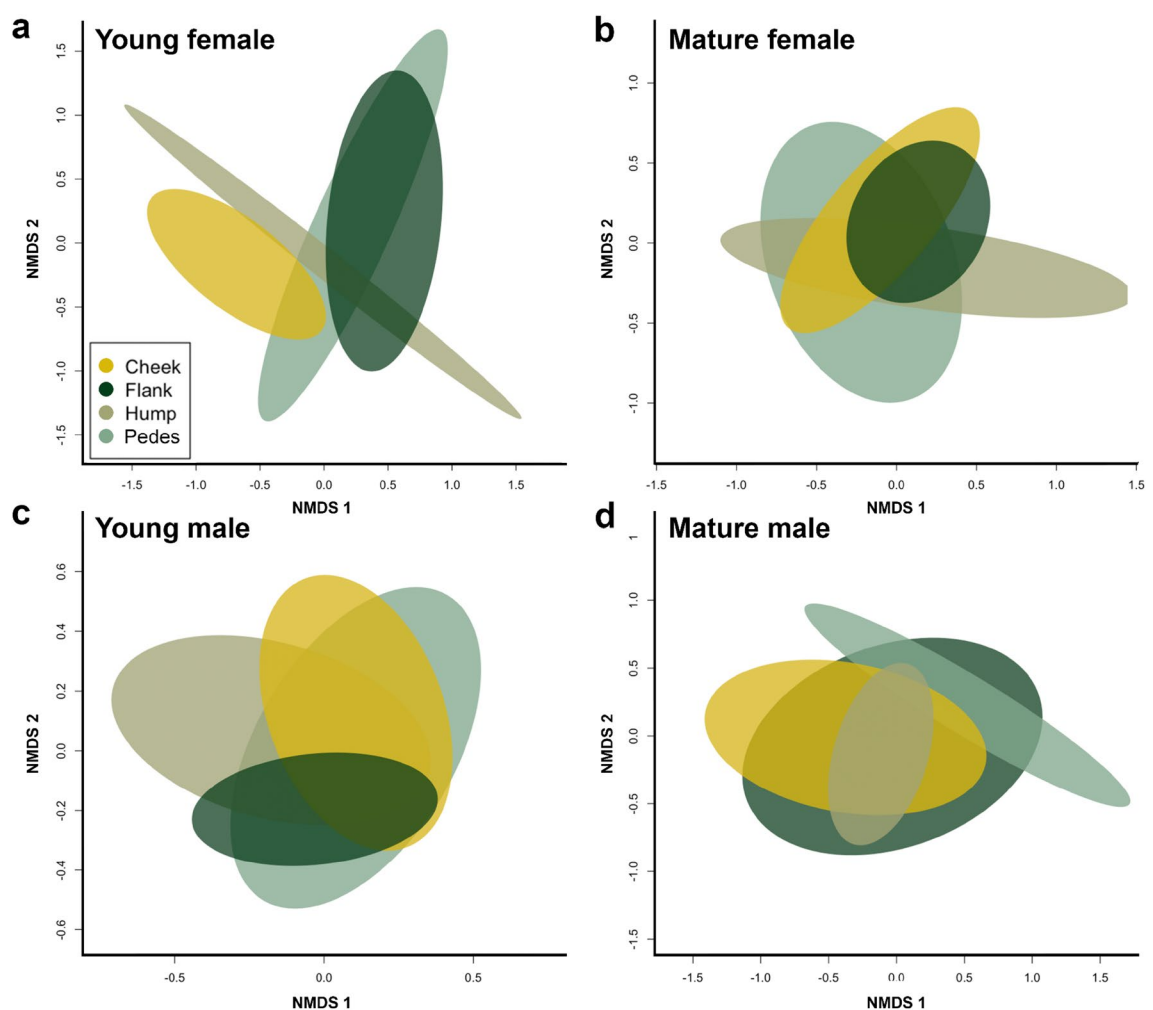 a Young female
1.5
1.0
0.5
0.0
-0.5
-1.0
-1.5
NMDS 2
Cheek
Flank
Hump
Pedes
-1.5 -1.0 -0.5 0.0 0.5 1.0 1.5
NMDS 1
b Mature female
1.0
0.5
0.0
-0.5
-1.0
NMDS 2
-1.5 -1.0 -0.5 0.0 0.5 1.0 1.5
NMDS 1
c Young male
0.6
0.4
0.2
0.0
-0.2
-0.4
-0.6
NMDS 2
-0.5 0.0 0.5
NMDS 1
d Mature male
1
1.0
0.5
0.0
-0.5
-1.0
-1.5
NMDS 2
-1.5 -1.0 -0.5 0.0 0.5 1.0 1.5
NMDS 1